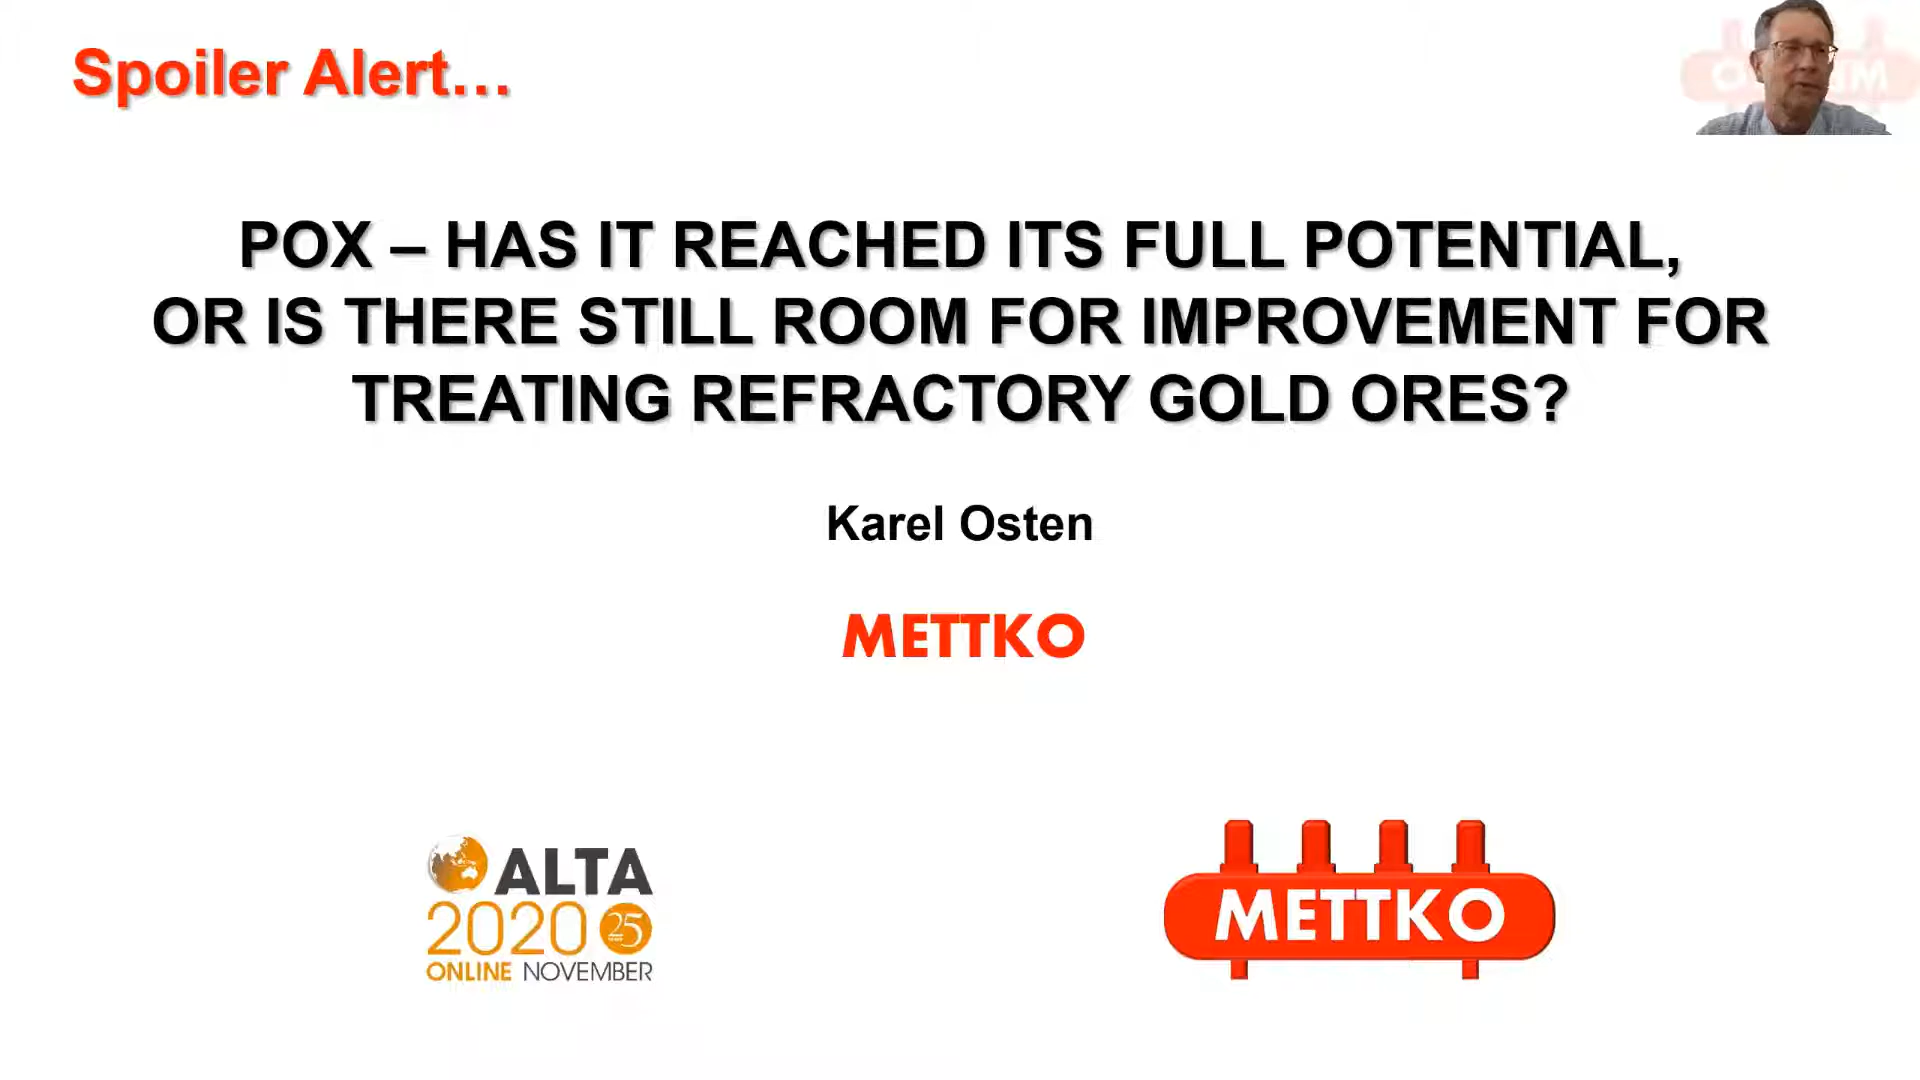 Spoiler Alert...
POX – HAS IT REACHED ITS FULL POTENTIAL,
OR IS THERE STILL ROOM FOR IMPROVEMENT FOR
TREATING REFRACTORY GOLD ORES?
Karel Osten
METTKO
ALTA
2020 25
ONLINE NOVEMBER
METTKO